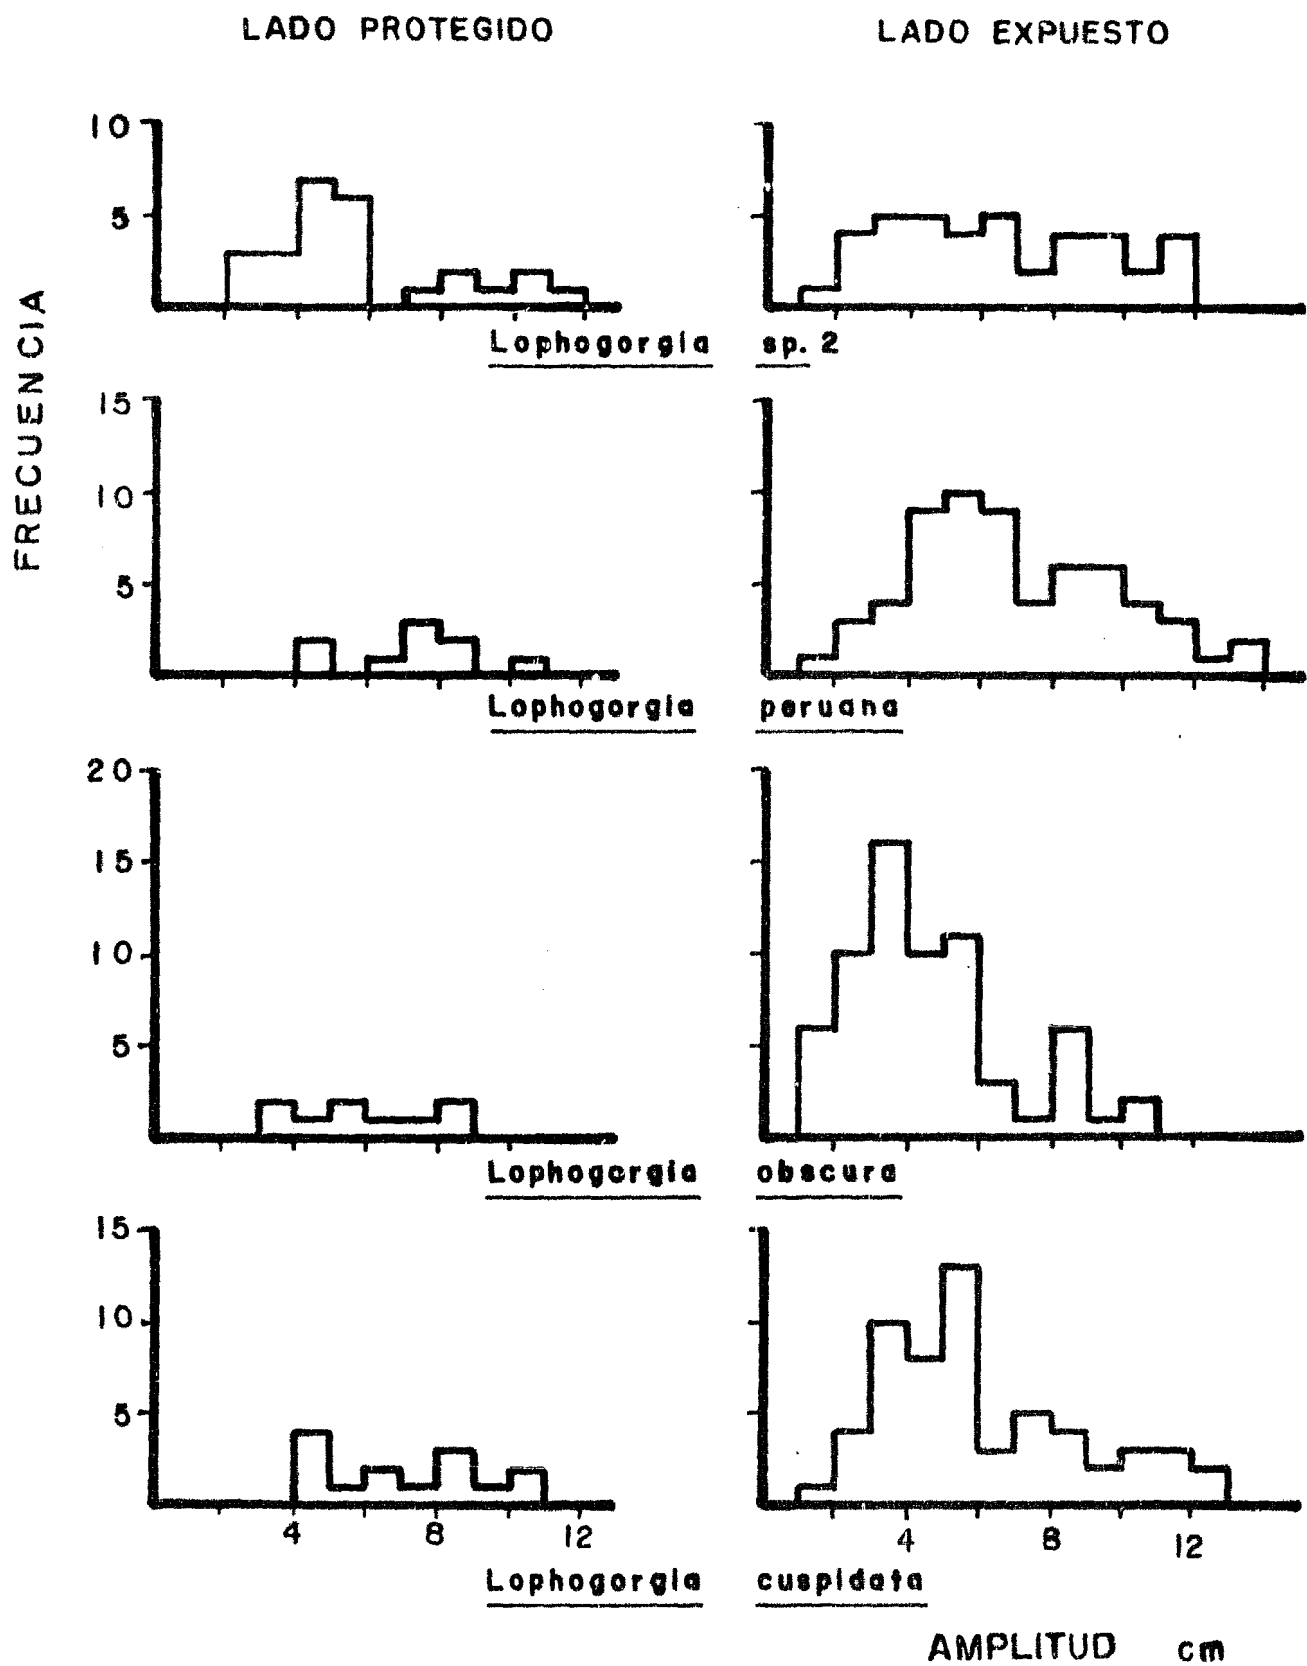 LADO PROTEGIDO LADO EXPUESTO
FRECUENCIA
10
5
Lophogorgia sp. 2
15
10
5
Lophogorgia peruana
20
15
10
5
Lophogorgia obscura
15
10
5
4 8 12 4 8 12
Lophogorgia cuspidata
AMPLITUD cm